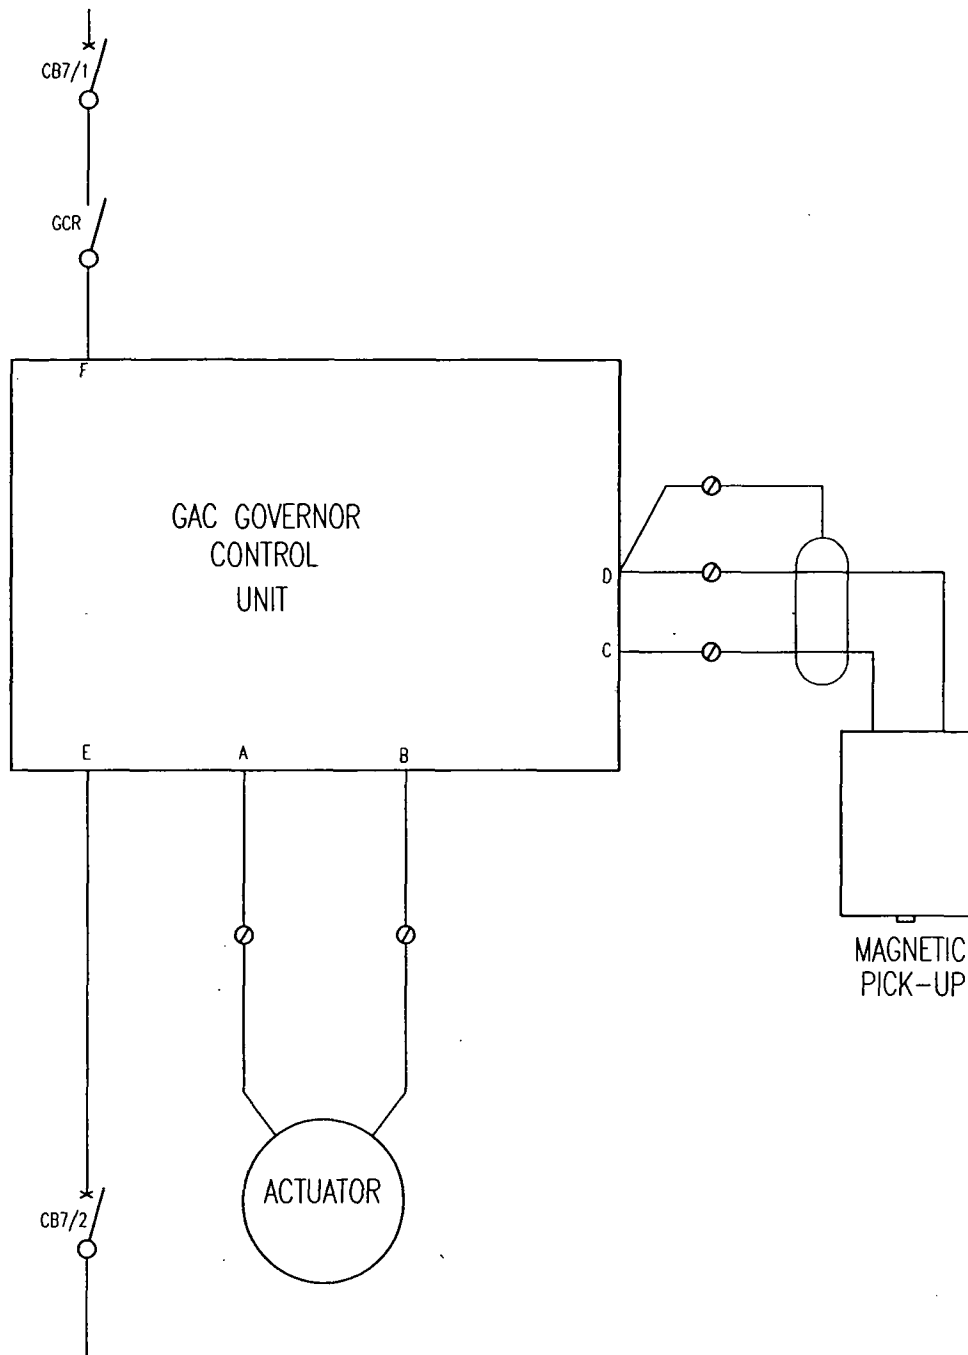 CB7/1
GCR
F
GAC GOVERNOR
CONTROL
UNIT
D
C
E
A
B
MAGNETIC
PICK-UP
ACTUATOR
CB7/2